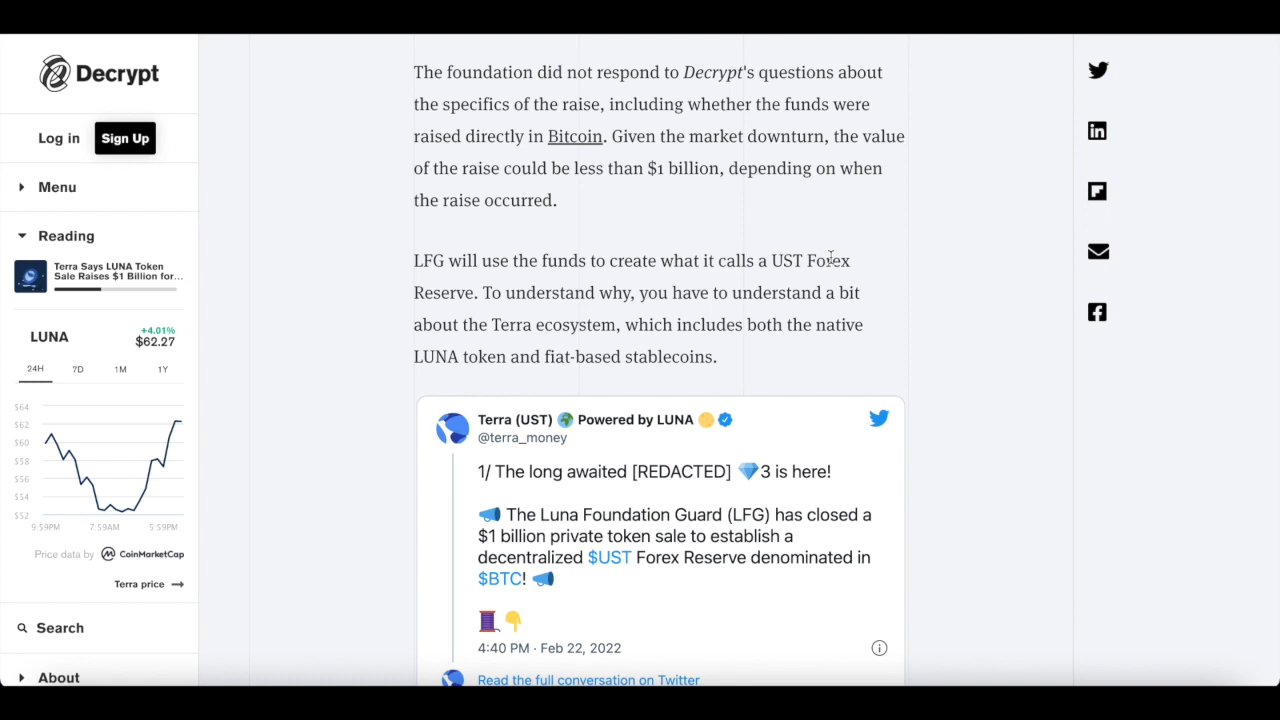 Decrypt
Log in
Sign Up
Menu
Reading
Terra Says LUNA Token
Sale Raises $1 Billion for...
LUNA
+4.01%
$62.27
24H
7D
1M
1Y
$64
$62
$60
$58
$56
$54
$52
9:59PM
7:59AM
5:59PM
Price data by
CoinMarketCap
Terra price
Search
About
The foundation did not respond to Decrypt's questions about
the specifics of the raise, including whether the funds were
raised directly in Bitcoin. Given the market downturn, the value
of the raise could be less than $1 billion, depending on when
the raise occurred.
LFG will use the funds to create what it calls a UST Forex
Reserve. To understand why, you have to understand a bit
about the Terra ecosystem, which includes both the native
LUNA token and fiat-based stablecoins.
Terra (UST) 🌍 Powered by LUNA 🌕
@terra_money
1/ The long awaited [REDACTED] 💎3 is here!
📣 The Luna Foundation Guard (LFG) has closed a
$1 billion private token sale to establish a
decentralized $UST Forex Reserve denominated in
$BTC! 📣
🧵👇
4:40 PM · Feb 22, 2022
Read the full conversation on Twitter